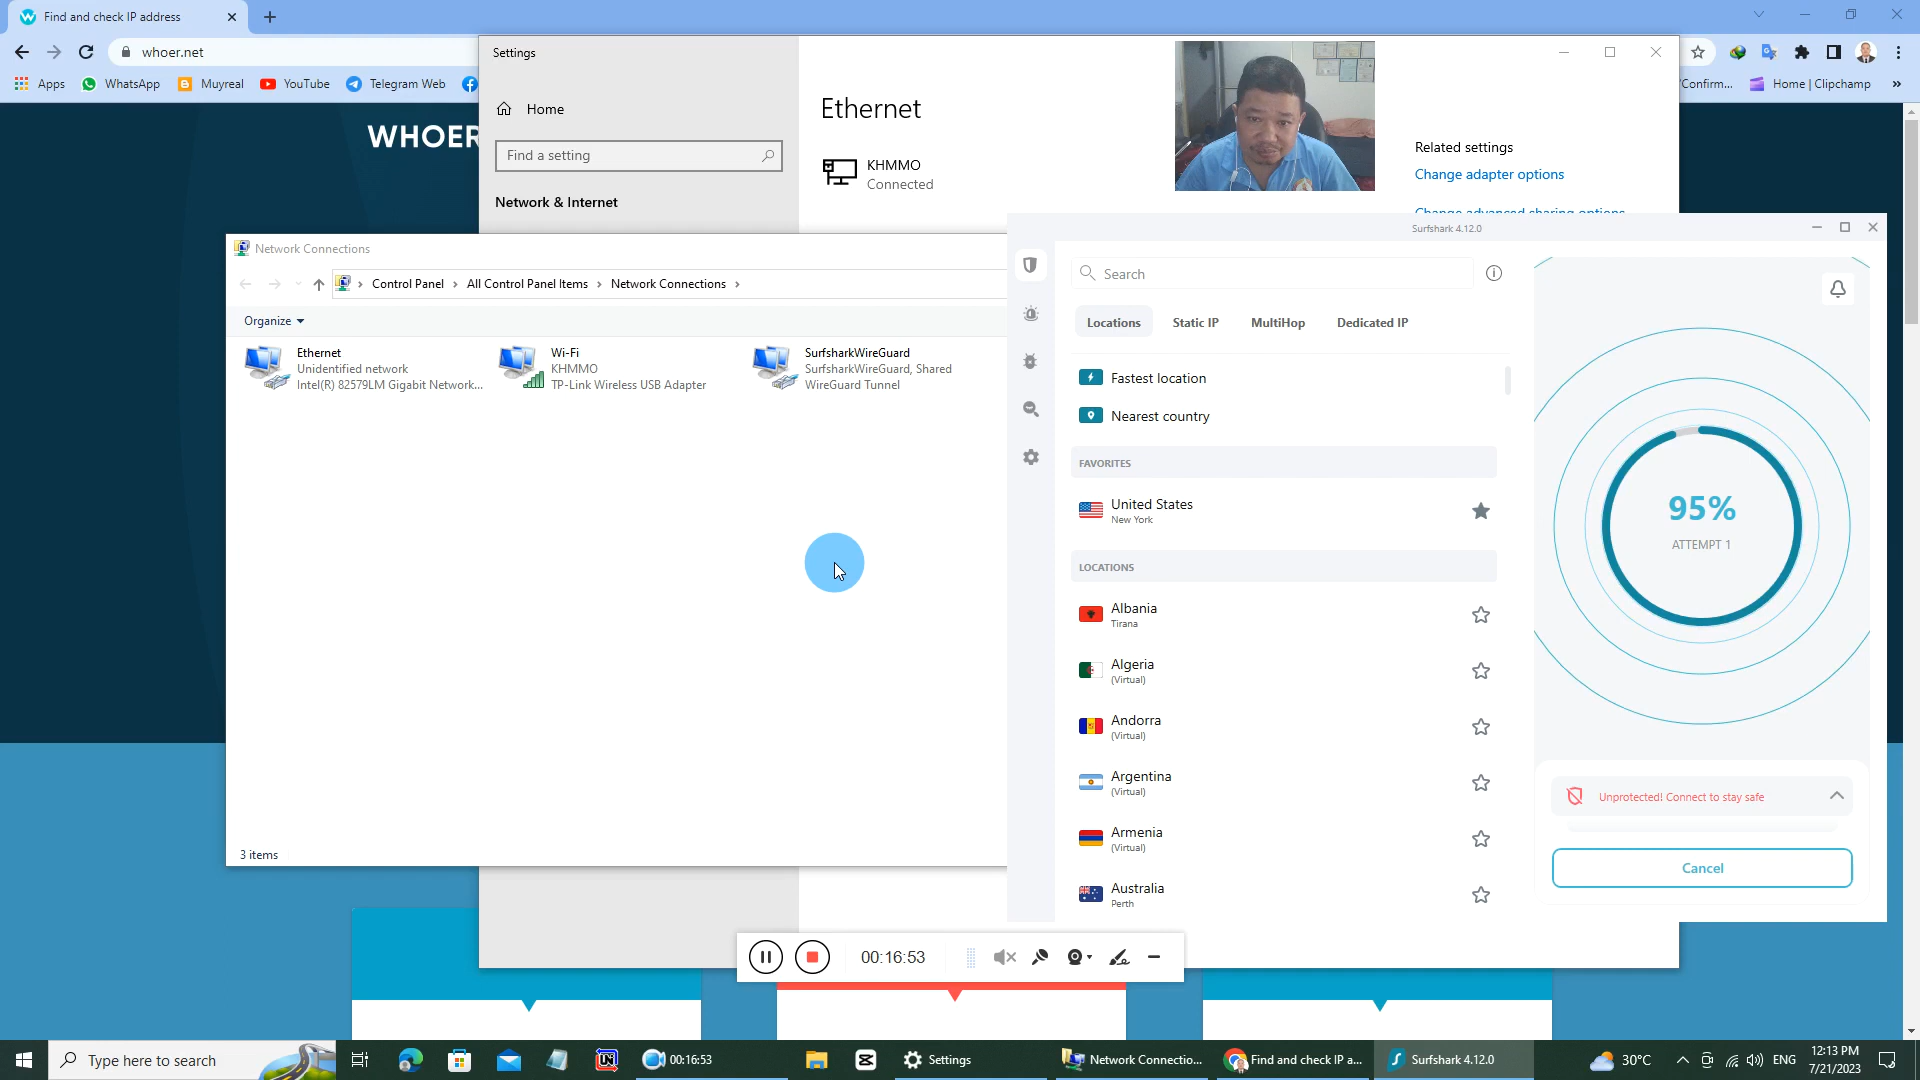 Find and check IP address
whoer.net
Apps
WhatsApp
Muyreal
YouTube
Telegram Web
/Confirm...
Home | Clipchamp
»
WHOER
Settings
Home
Find a setting
Network & Internet
Ethernet
KHMMO
Connected
Related settings
Change adapter options
Change advanced sharing options
Network Connections
Control Panel > All Control Panel Items > Network Connections >
Organize
Ethernet
Unidentified network
Intel(R) 82579LM Gigabit Network...
Wi-Fi
KHMMO
TP-Link Wireless USB Adapter
SurfsharkWireGuard
SurfsharkWireGuard, Shared
WireGuard Tunnel
3 items
Surfshark 4.12.0
Search
Locations
Static IP
MultiHop
Dedicated IP
Fastest location
Nearest country
FAVORITES
United States
New York
LOCATIONS
Albania
Tirana
Algeria
(Virtual)
Andorra
(Virtual)
Argentina
(Virtual)
Armenia
(Virtual)
Australia
Perth
95%
ATTEMPT 1
Unprotected! Connect to stay safe
Cancel
00:16:53
Type here to search
00:16:53
Settings
Network Connectio...
Find and check IP a...
Surfshark 4.12.0
30°C
ENG
12:13 PM
7/21/2023